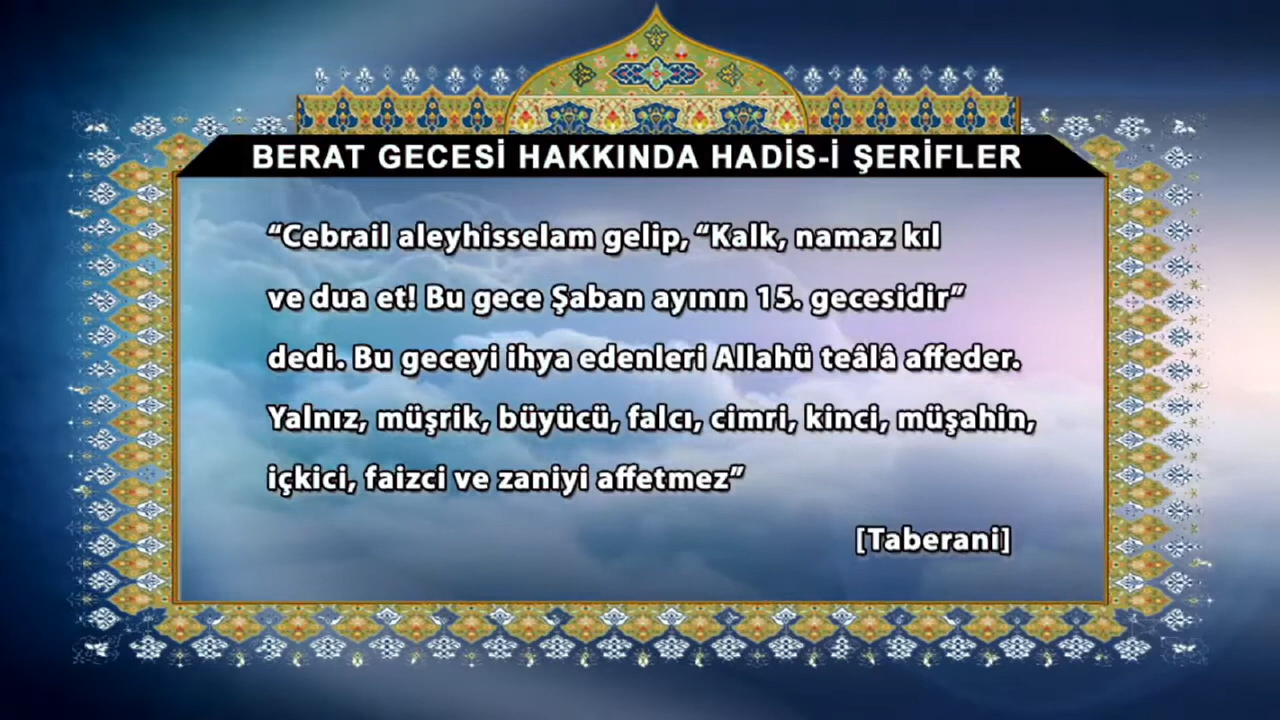 BERAT GECESİ HAKKINDA HADİS-İ ŞERİFLER
“Cebrail aleyhisselam gelip, “Kalk, namaz kıl
ve dua et! Bu gece Şaban ayının 15. gecesidir”
dedi. Bu geceyi ihya edenleri Allahü teâlâ affeder.
Yalnız, müşrik, büyücü, falcı, cimri, kinci, müşahin,
içkici, faizci ve zaniyi affetmez”
[Taberani]